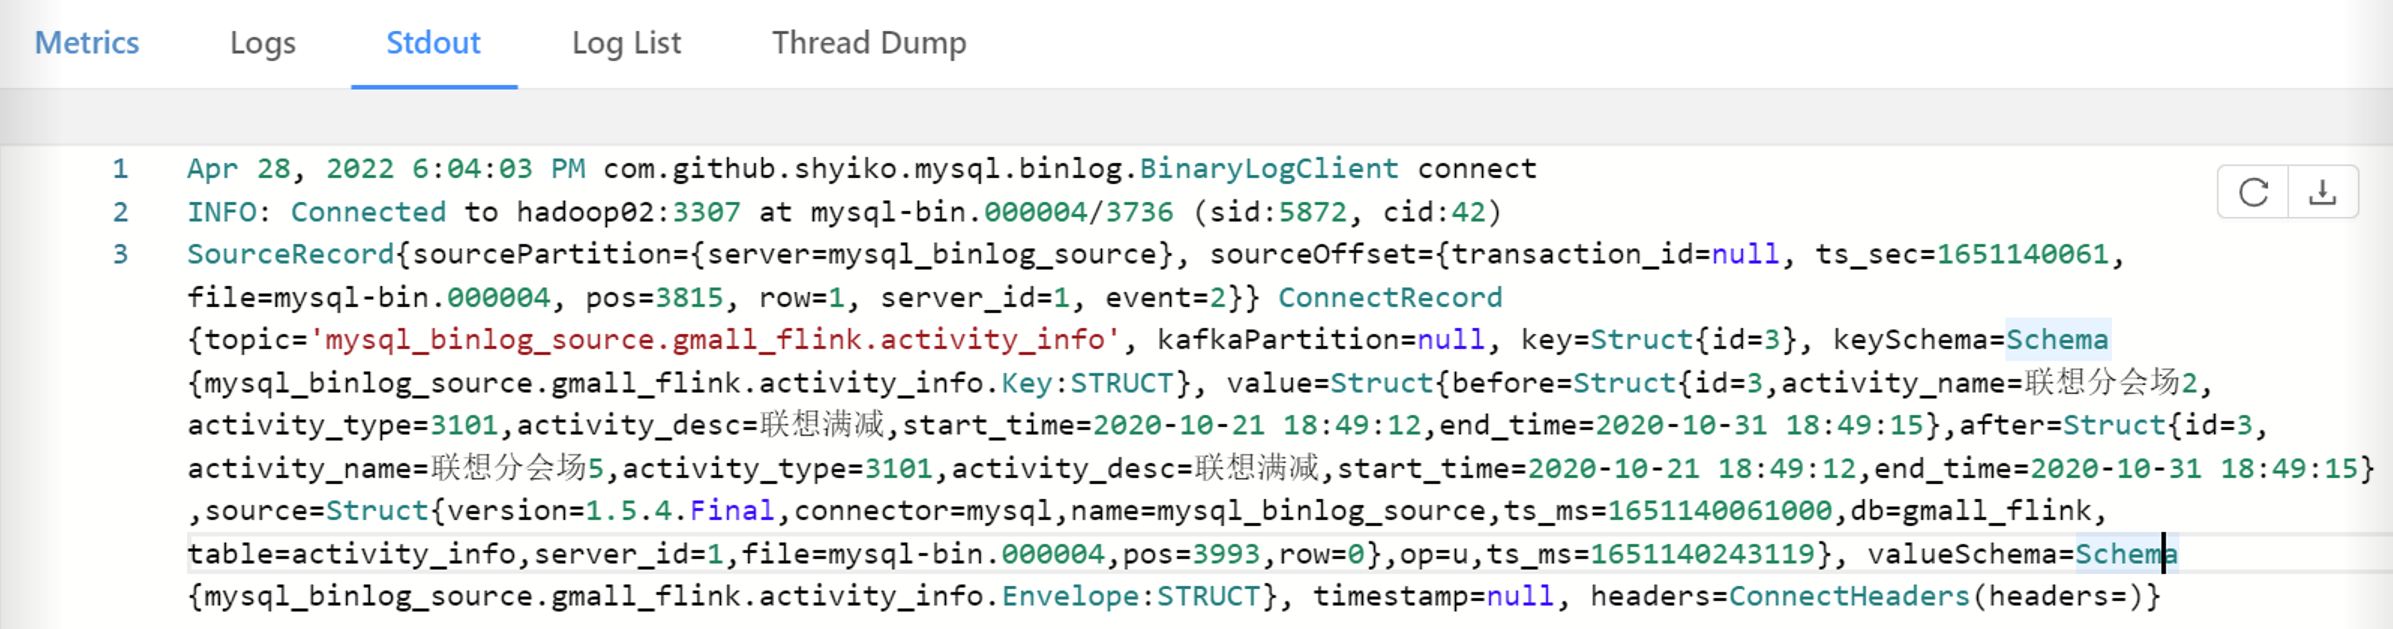 Metrics Logs Stdout Log List Thread Dump
1 Apr 28, 2022 6:04:03 PM com.github.shyiko.mysql.binlog.BinaryLogClient connect
2 INFO: Connected to hadoop02:3307 at mysql-bin.000004/3736 (sid:5872, cid:42)
3 SourceRecord{sourcePartition={server=mysql_binlog_source}, sourceOffset={transaction_id=null, ts_sec=1651140061,
file=mysql-bin.000004, pos=3815, row=1, server_id=1, event=2}} ConnectRecord
{topic='mysql_binlog_source.gmall_flink.activity_info', kafkaPartition=null, key=Struct{id=3}, keySchema=Schema
{mysql_binlog_source.gmall_flink.activity_info.Key:STRUCT}, value=Struct{before=Struct{id=3,activity_name=联想分会场2,
activity_type=3101,activity_desc=联想满减,start_time=2020-10-21 18:49:12,end_time=2020-10-31 18:49:15},after=Struct{id=3,
activity_name=联想分会场5,activity_type=3101,activity_desc=联想满减,start_time=2020-10-21 18:49:12,end_time=2020-10-31 18:49:15}
,source=Struct{version=1.5.4.Final,connector=mysql,name=mysql_binlog_source,ts_ms=1651140061000,db=gmall_flink,
table=activity_info,server_id=1,file=mysql-bin.000004,pos=3993,row=0},op=u,ts_ms=1651140243119}, valueSchema=Schema
{mysql_binlog_source.gmall_flink.activity_info.Envelope:STRUCT}, timestamp=null, headers=ConnectHeaders(headers=)}